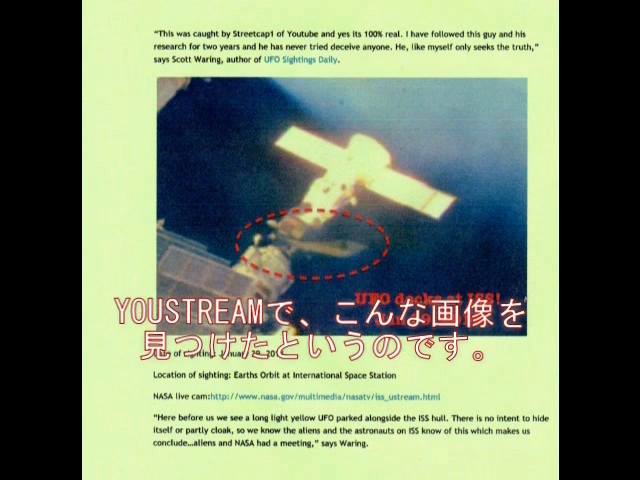 "This was caught by Streetcap1 of Youtube and yes its 100% real. I have followed this guy and his
research for two years and he has never tried deceive anyone. He, like myself only seeks the truth,"
says Scott Waring, author of UFO Sightings Daily.
UFO docks at ISS!
YOUSTREAMで、こんな画像を
見つけたというのです。
of sighting: January 29, 20
Location of sighting: Earths Orbit at International Space Station
NASA live cam:http://www.nasa.gov/multimedia/nasatv/iss_ustream.html
"Here before us we see a long light yellow UFO parked alongside the ISS hull. There is no intent to hide
itself or partly cloak, so we know the aliens and the astronauts on ISS know of this which makes us
conclude...aliens and NASA had a meeting," says Waring.